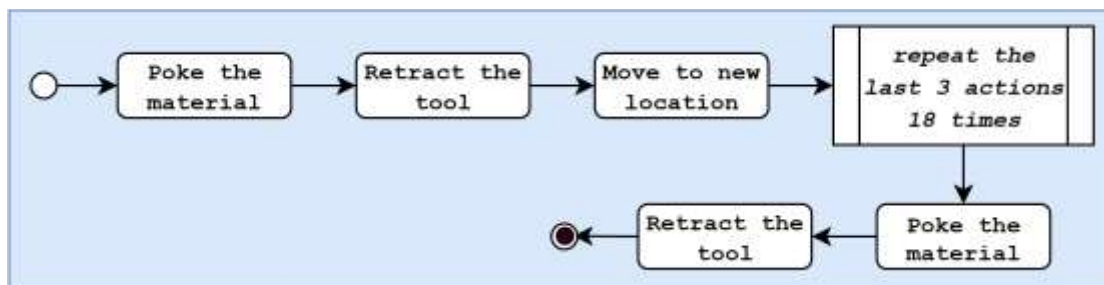 Poke the
material
Retract the
tool
Move to new
location
repeat the
last 3 actions
18 times
Poke the
material
Retract the
tool